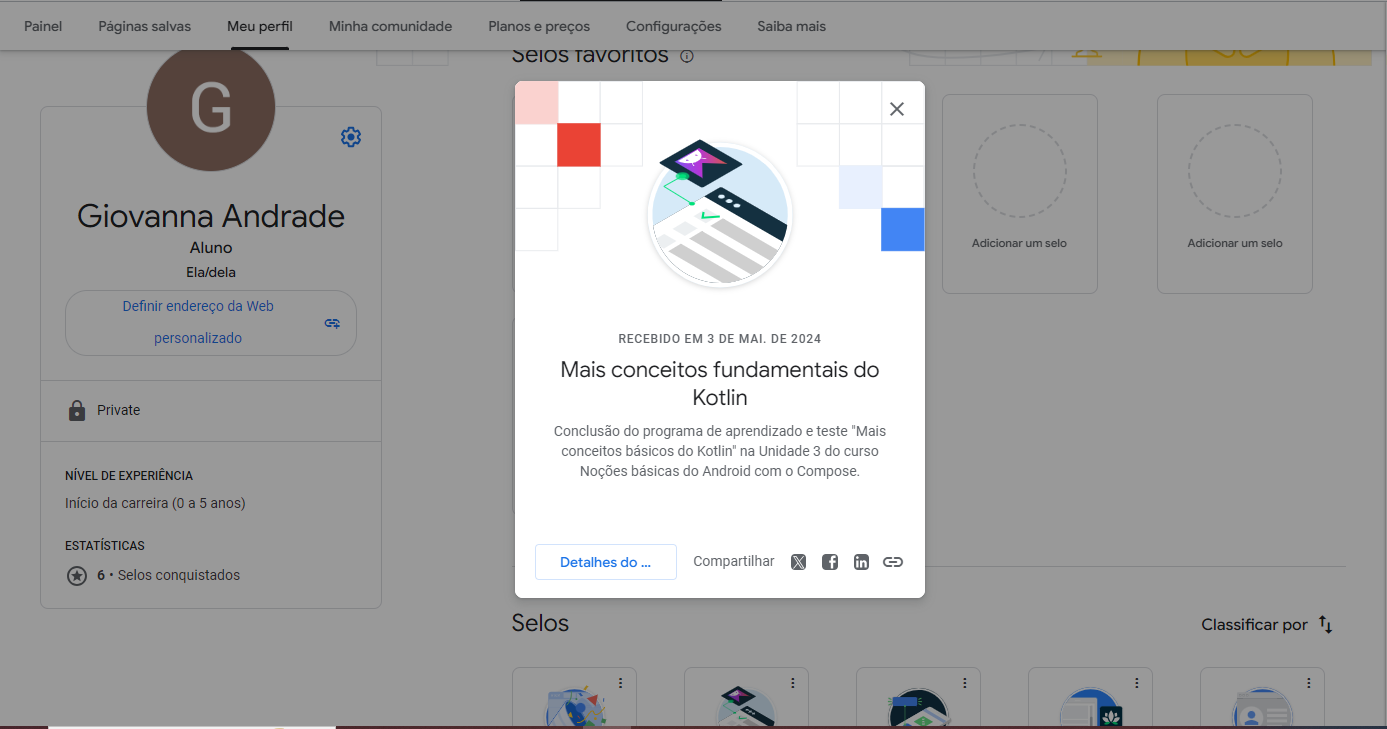 Painel Páginas salvas Meu perfil Minha comunidade Planos e preços Configurações Saiba mais
G
Giovanna Andrade
Aluno
Ela/dela
Definir endereço da Web
personalizado
Private
NÍVEL DE EXPERIÊNCIA
Início da carreira (0 a 5 anos)
ESTATÍSTICAS
6 • Selos conquistados
Selos favoritos
RECEBIDO EM 3 DE MAI. DE 2024
Mais conceitos fundamentais do
Kotlin
Conclusão do programa de aprendizado e teste "Mais
conceitos básicos do Kotlin" na Unidade 3 do curso
Noções básicas do Android com o Compose.
Detalhes do ...
Compartilhar
Adicionar um selo
Adicionar um selo
Selos
Classificar por